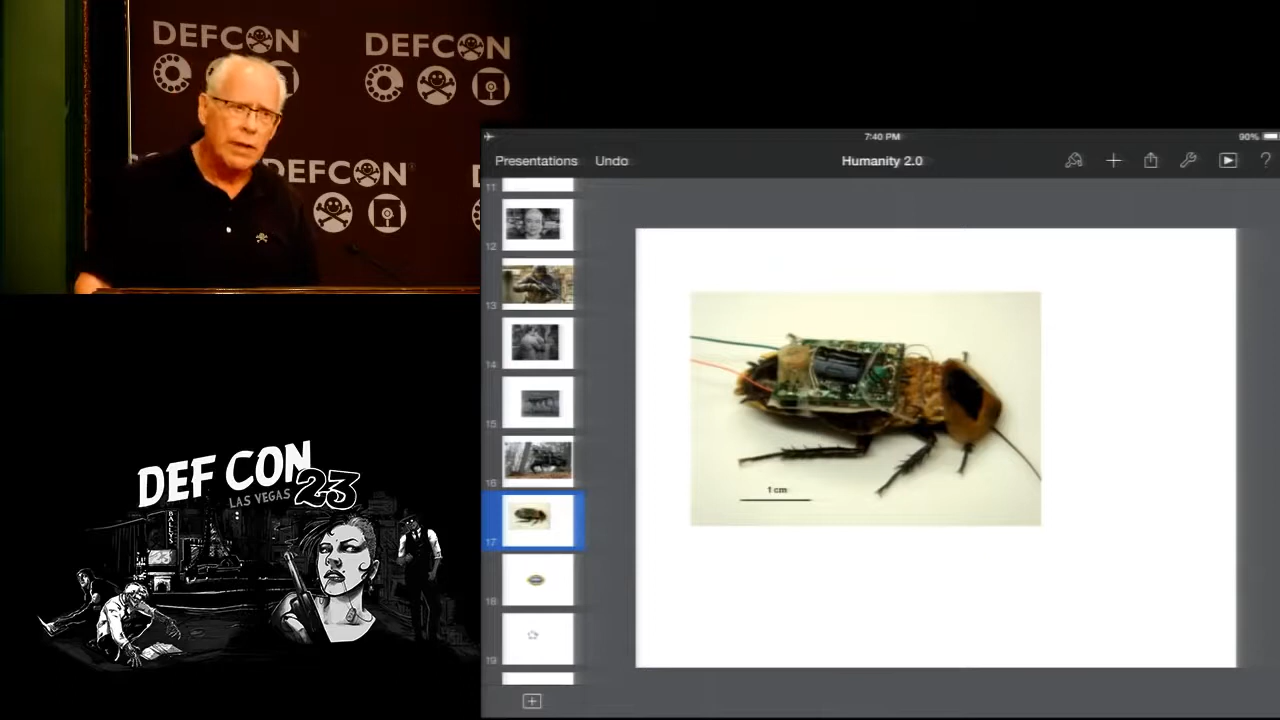 DEFCON
DEFCON
DEFCON
7:40 PM
90%
Presentations
Undo
Humanity 2.0
?
11
12
13
14
15
16
17
18
19
1 cm
DEF CON 23
LAS VEGAS
BALLYS